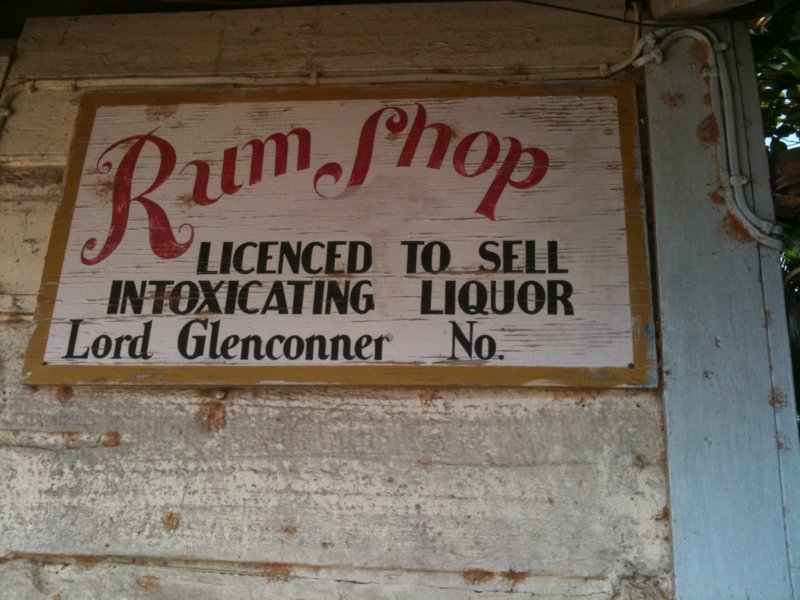 Rum Shop
LICENCED TO SELL
INTOXICATING LIQUOR
Lord Glenconner No.